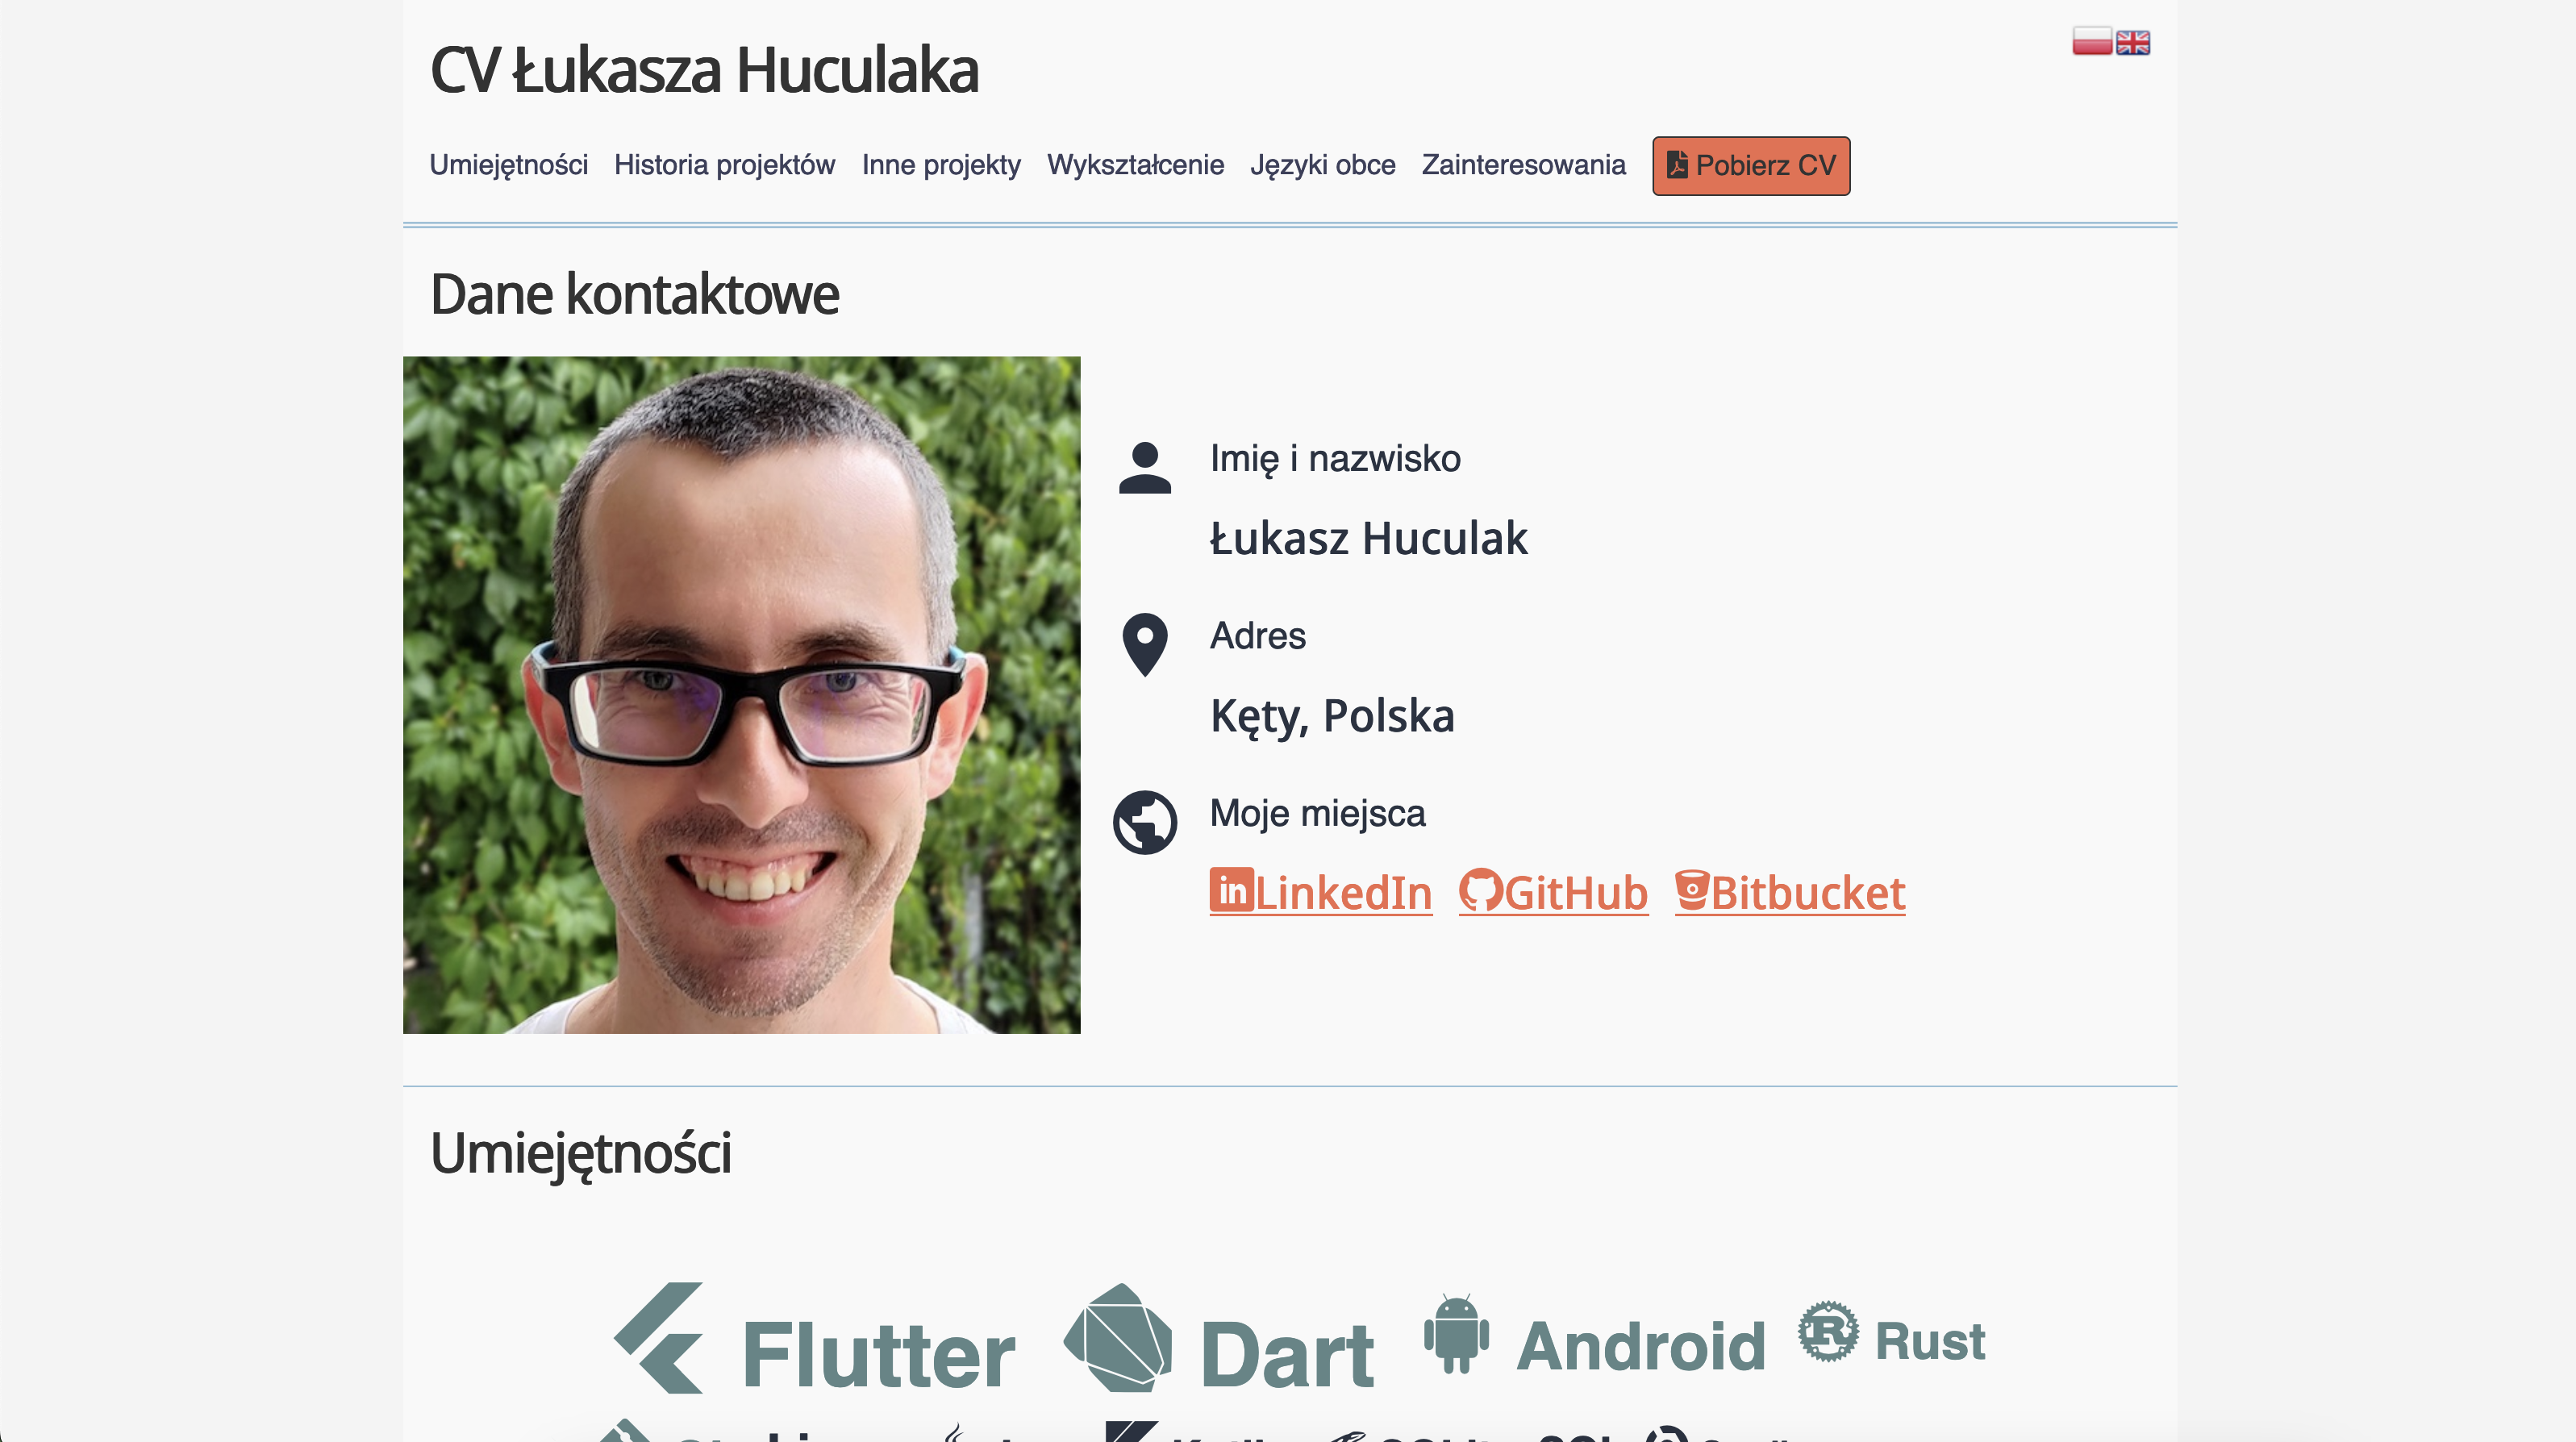 CV Łukasza Huculaka
Umiejętności Historia projektów Inne projekty Wykształcenie Języki obce Zainteresowania Pobierz CV
Dane kontaktowe
Imię i nazwisko
Łukasz Huculak
Adres
Kęty, Polska
Moje miejsca
LinkedIn GitHub Bitbucket
Umiejętności
Flutter Dart Android Rust